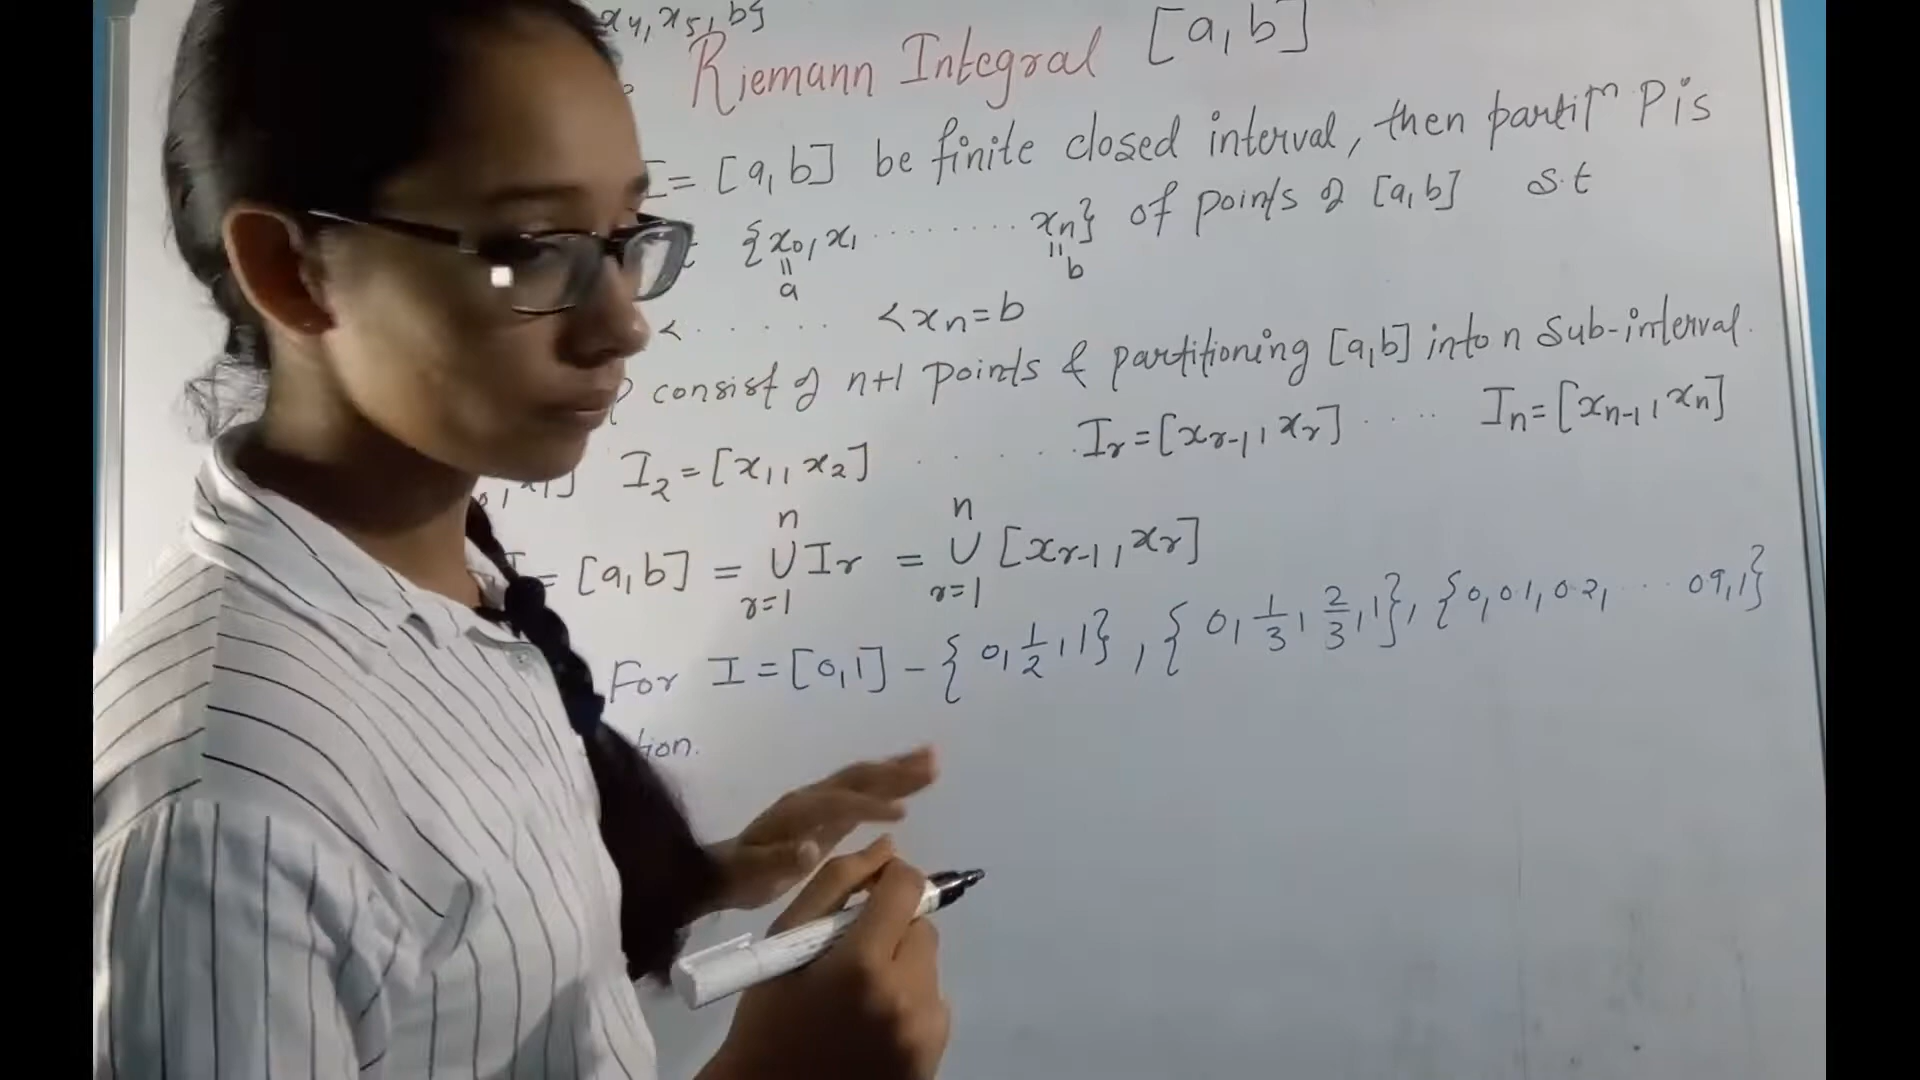 x₄, x₅, b}
Riemann Integral [a, b]
I = [a, b] be finite closed interval, then partiⁿ P is
{x₀, x₁ ········ xₙ} of points of [a, b] s.t
|| ||
a b
< · · · · · < xₙ = b
P consist of n+1 points & partitioning [a, b] into n sub-interval.
I₂ = [x₁, x₂] · · · · · Iᵣ = [xᵣ₋₁, xᵣ] · · · · Iₙ = [xₙ₋₁, xₙ]
I = [a, b] = ⋃ⁿᵣ₌₁ Iᵣ = ⋃ⁿᵣ₌₁ [xᵣ₋₁, xᵣ]
For I = [0, 1] - {0, 1/2, 1}, {0, 1/3, 2/3, 1}, {0, 0.1, 0.2, ··· 0.9, 1}
tion.